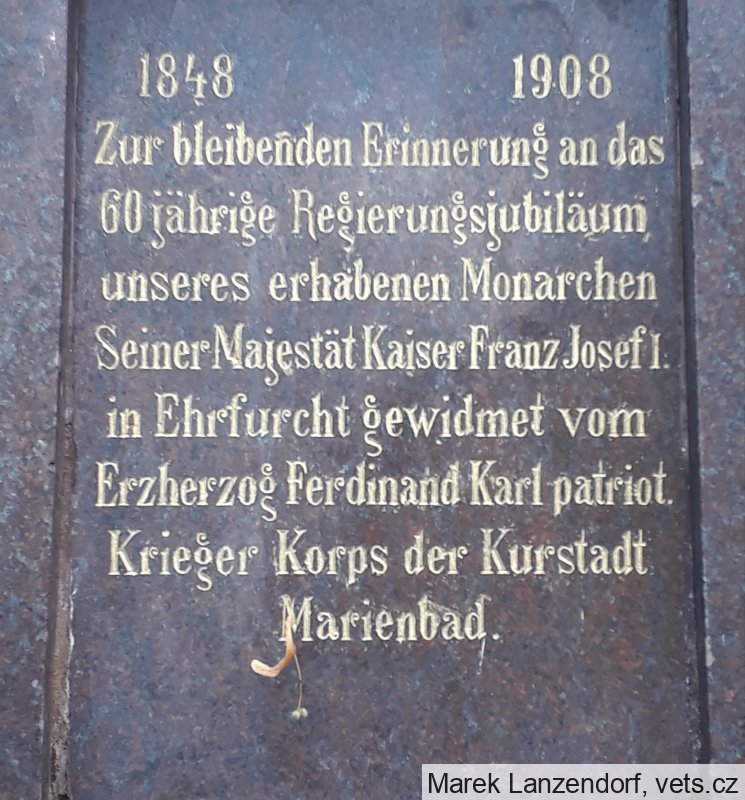 1848 1908
Zur bleibeñden Erinnerung an das
60 jährige Regierungsjubiläum
unseres erhabenen Monarchen
Seiner Majestät Kaiser Franz Josef I.
in Ehrfurcht gewidmet vom
Erzherzog Ferdinand Karl patriot.
Krieger Korps der Kurstadt
Marienbad.
Marek Lanzendorf, vets.cz